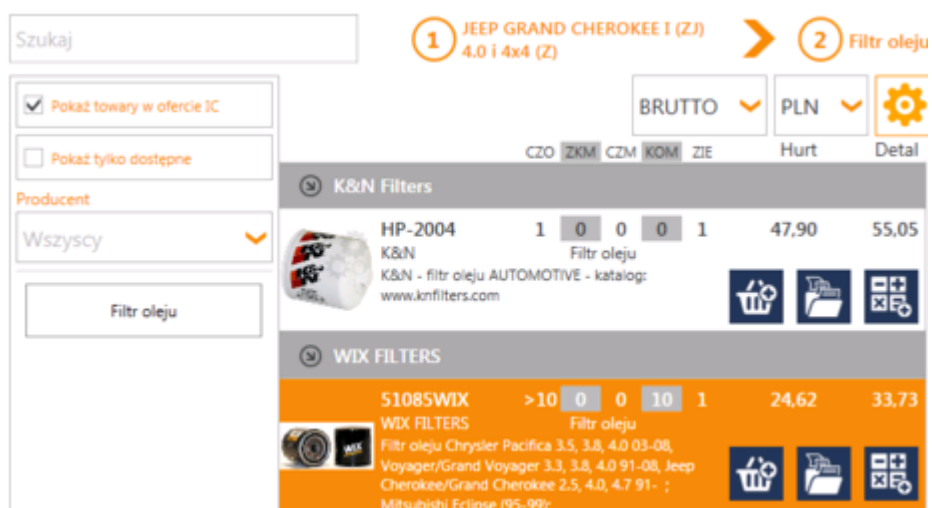 Szukaj
1 JEEP GRAND CHEROKEE I (ZJ)
4.0 i 4x4 (Z)
2 Filtr oleju
Pokaż towary w ofercie IC
Pokaż tylko dostępne
Producent
Wszyscy
Filtr oleju
BRUTTO PLN
CZO ZKM CZM KOM ZIE Hurt Detal
K&N Filters
HP-2004 1 0 0 0 1 47,90 55,05
K&N Filtr oleju
K&N - filtr oleju AUTOMOTIVE - katalog:
www.knfilters.com
WIX FILTERS
51085WIX >10 0 0 10 1 24,62 33,73
WIX FILTERS Filtr oleju
Filtr oleju Chrysler Pacifica 3.5, 3.8, 4.0 03-08,
Voyager/Grand Voyager 3.3, 3.8, 4.0 91-08, Jeep
Cherokee/Grand Cherokee 2.5, 4.0, 4.7 91- ;
Mitsubishi Eclipse (95-99);